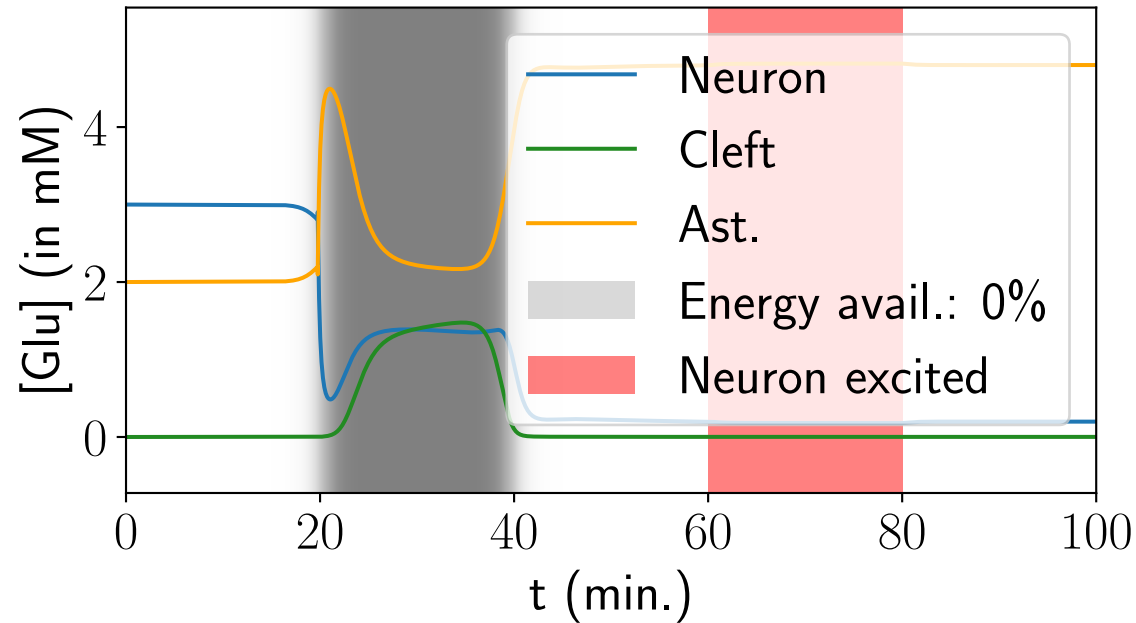 [Glu] (in mM)
4
2
0
Neuron
Cleft
Ast.
Energy avail.: 0%
Neuron excited
0 20 40 60 80 100
t (min.)